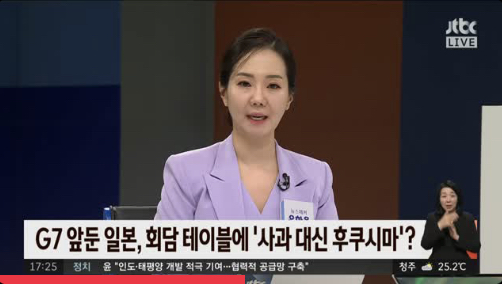 jtbc
LIVE
G7 앞둔 일본, 회담 테이블에 '사과 대신 후쿠시마'?
17:25 정치 윤 "인도·태평양 개발 적극 기여…협력적 공급망 구축" 청주 25.2℃